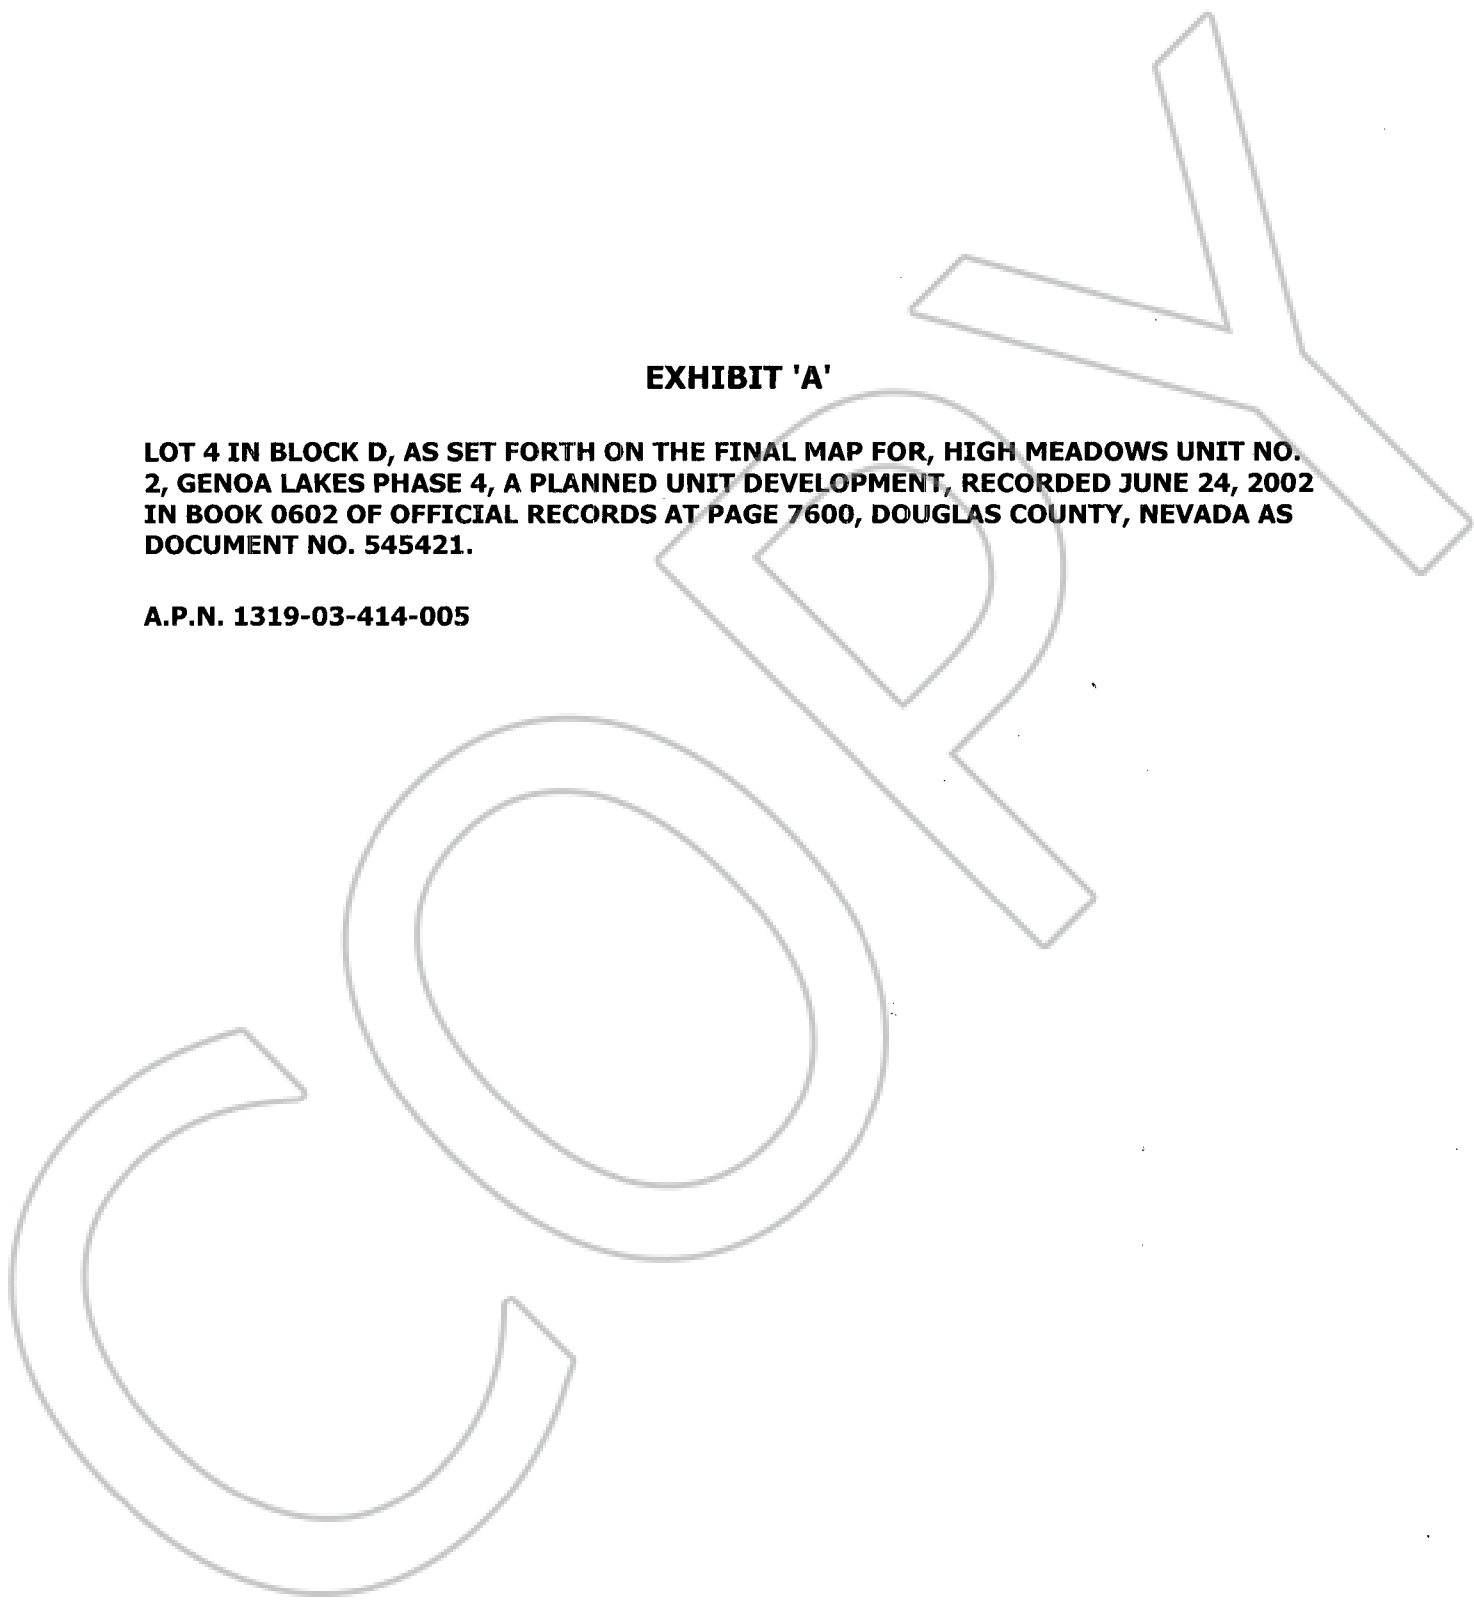 EXHIBIT 'A'
LOT 4 IN BLOCK D, AS SET FORTH ON THE FINAL MAP FOR, HIGH MEADOWS UNIT NO.
2, GENOA LAKES PHASE 4, A PLANNED UNIT DEVELOPMENT, RECORDED JUNE 24, 2002
IN BOOK 0602 OF OFFICIAL RECORDS AT PAGE 7600, DOUGLAS COUNTY, NEVADA AS
DOCUMENT NO. 545421.
A.P.N. 1319-03-414-005
COPY